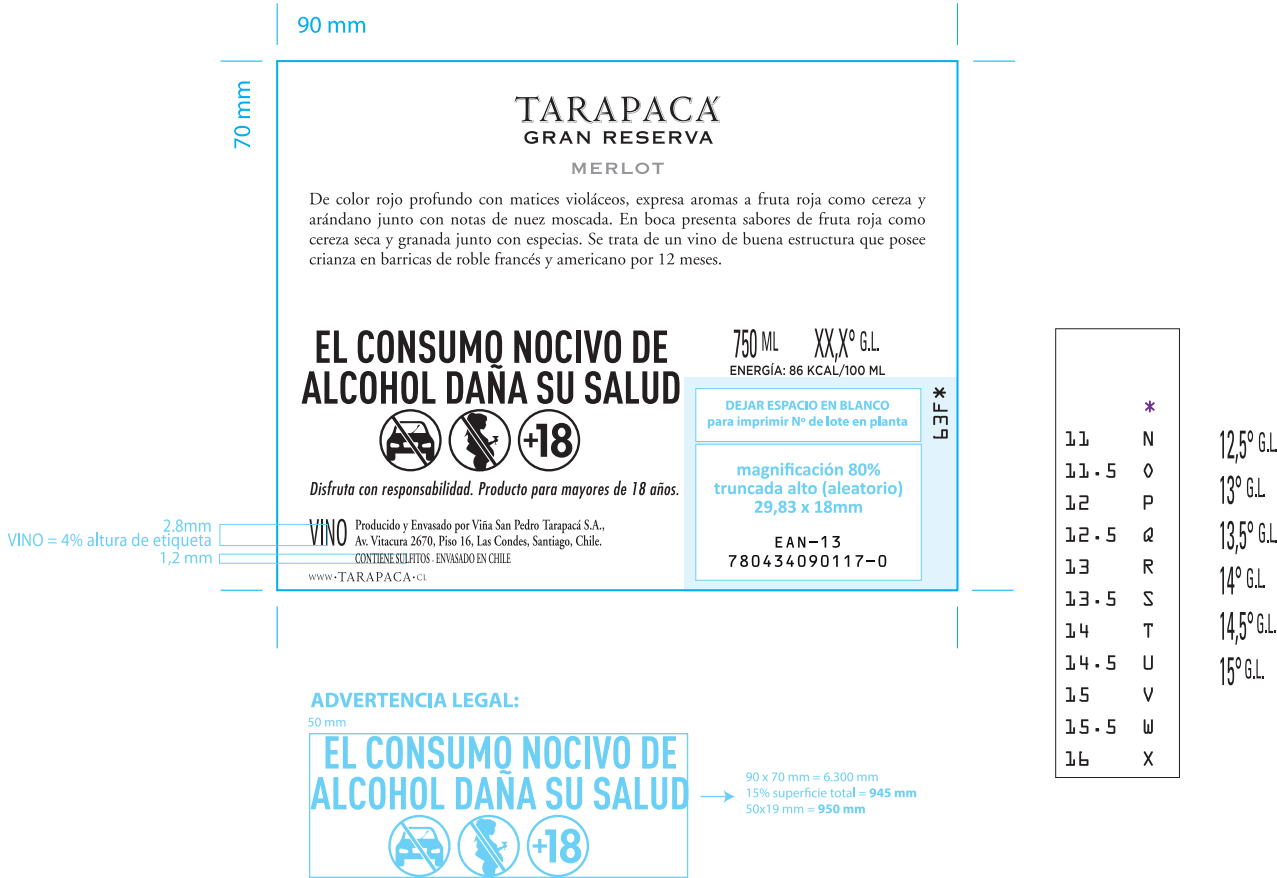 90 mm
70 mm
TARAPACÁ
GRAN RESERVA
MERLOT
De color rojo profundo con matices violáceos, expresa aromas a fruta roja como cereza y
arándano junto con notas de nuez moscada. En boca presenta sabores de fruta roja como
cereza seca y granada junto con especias. Se trata de un vino de buena estructura que posee
crianza en barricas de roble francés y americano por 12 meses.
EL CONSUMO NOCIVO DE
ALCOHOL DAÑA SU SALUD
+18
Disfruta con responsabilidad. Producto para mayores de 18 años.
750 ML XX,X° G.L.
ENERGÍA: 86 KCAL/100 ML
DEJAR ESPACIO EN BLANCO
para imprimir Nº de lote en planta
63F*
magnificación 80%
truncada alto (aleatorio)
29,83 x 18mm
EAN-13
780434090117-0
2.8mm
VINO = 4% altura de etiqueta
1,2 mm
VINO
Producido y Envasado por Viña San Pedro Tarapacá S.A.,
Av. Vitacura 2670, Piso 16, Las Condes, Santiago, Chile.
CONTIENE SULFITOS - ENVASADO EN CHILE
WWW·TARAPACA·CL
*
11 N
11.5 O
12 P
12.5 Q
13 R
13.5 S
14 T
14.5 U
15 V
15.5 W
16 X
12,5° G.L.
13° G.L.
13,5° G.L.
14° G.L.
14,5° G.L.
15° G.L.
ADVERTENCIA LEGAL:
50 mm
EL CONSUMO NOCIVO DE
ALCOHOL DAÑA SU SALUD
+18
90 x 70 mm = 6.300 mm
15% superficie total = 945 mm
50x19 mm = 950 mm